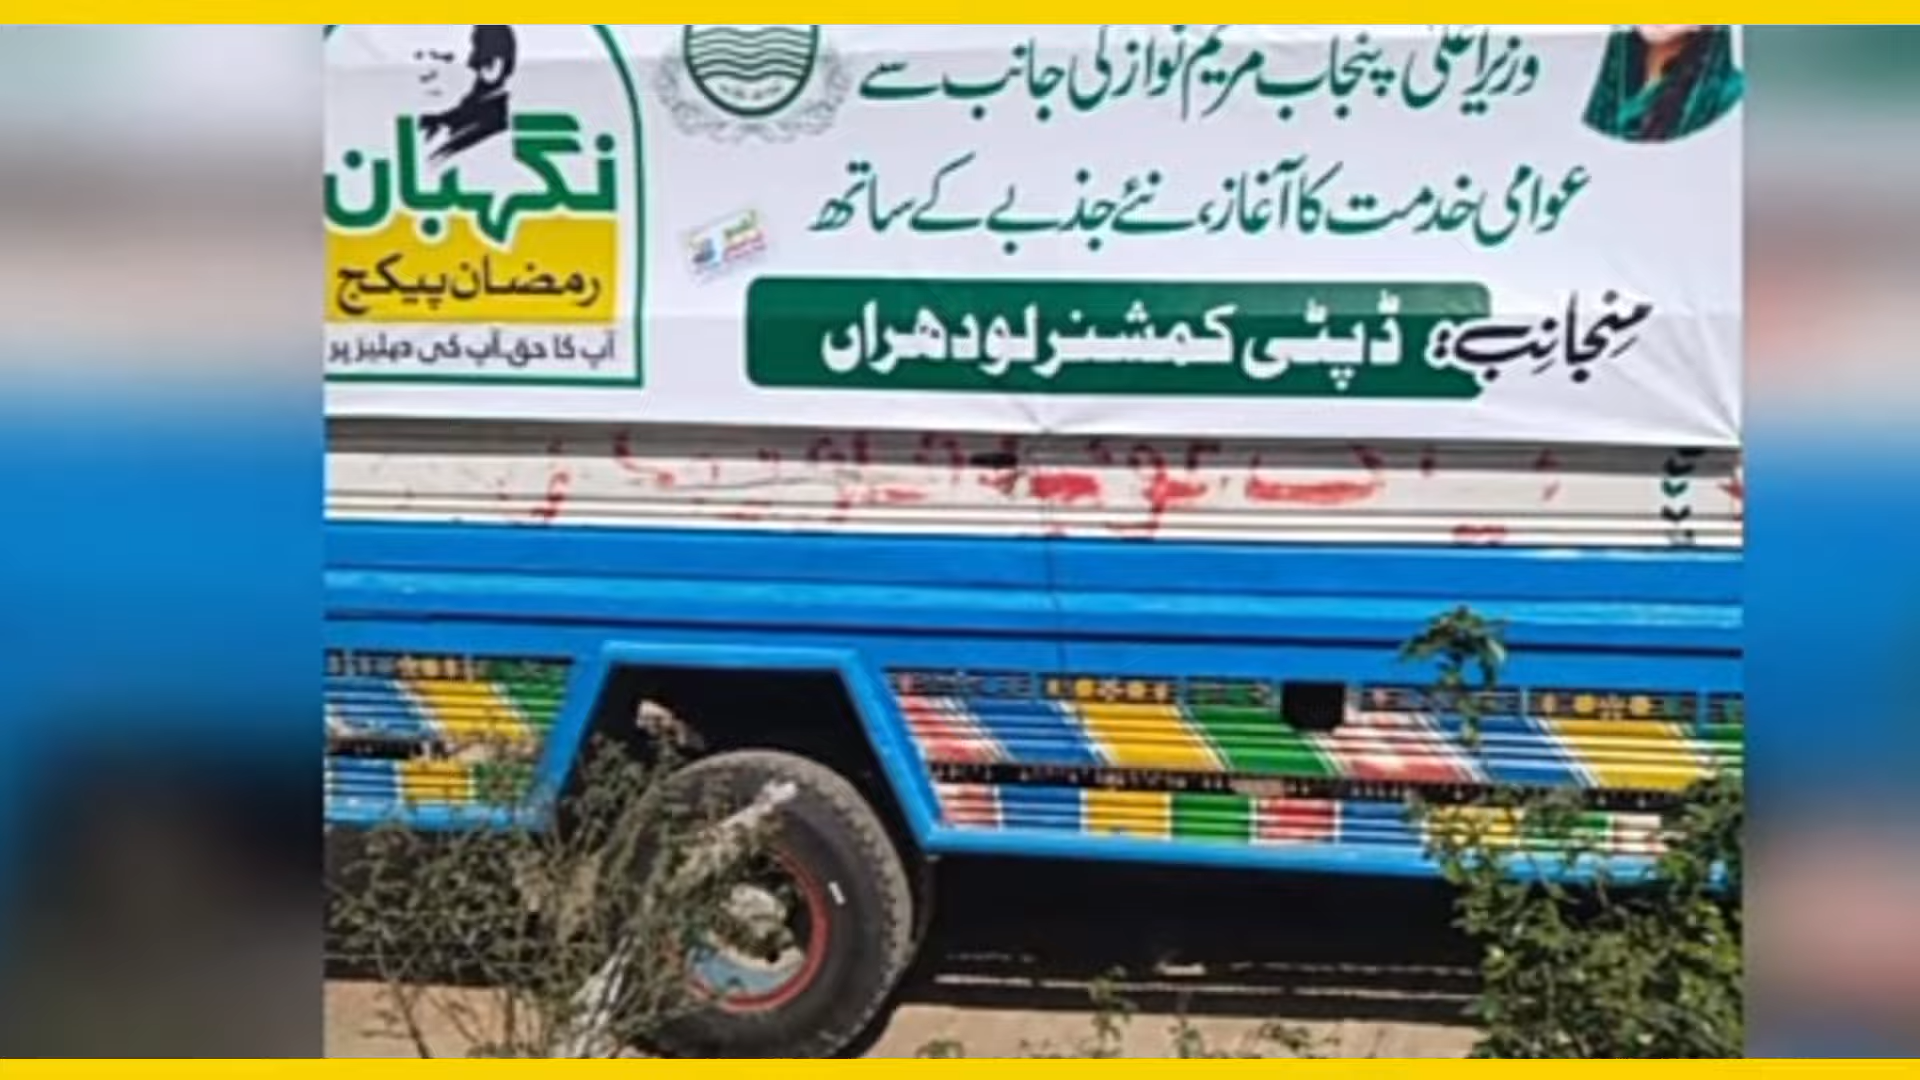 وزیراعلیٰ پنجاب مریم نواز کی جانب سے
عوامی خدمت کا آغاز، نئے جذبے کے ساتھ
منجانب: ڈپٹی کمشنر لودھراں
نگہبان
رمضان پیکج
آپ کا حق۔آپ کی دہلیز پر